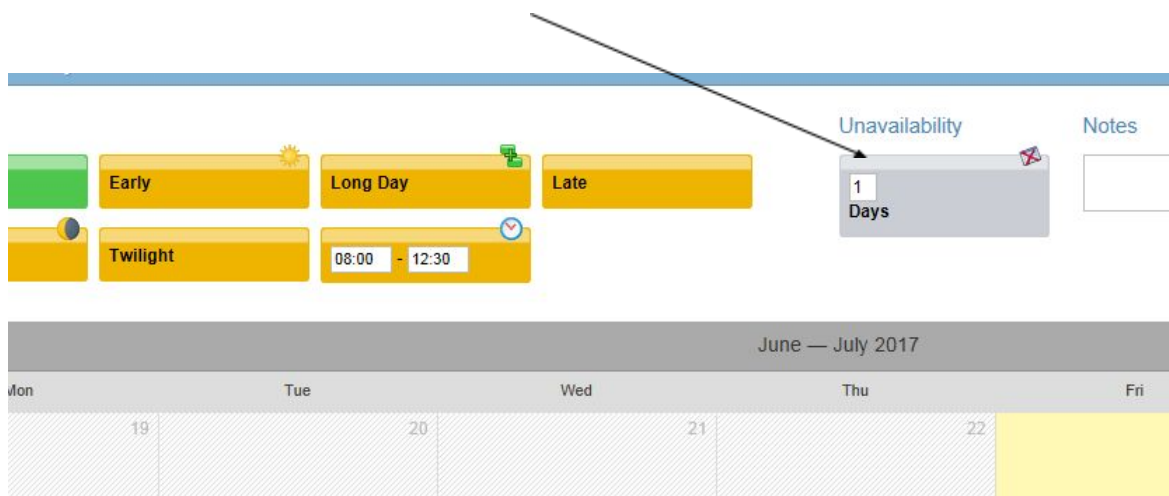 Unavailability Notes
Early Long Day Late
1
Days
Twilight 08:00 - 12:30
June — July 2017
Mon Tue Wed Thu Fri
19 20 21 22